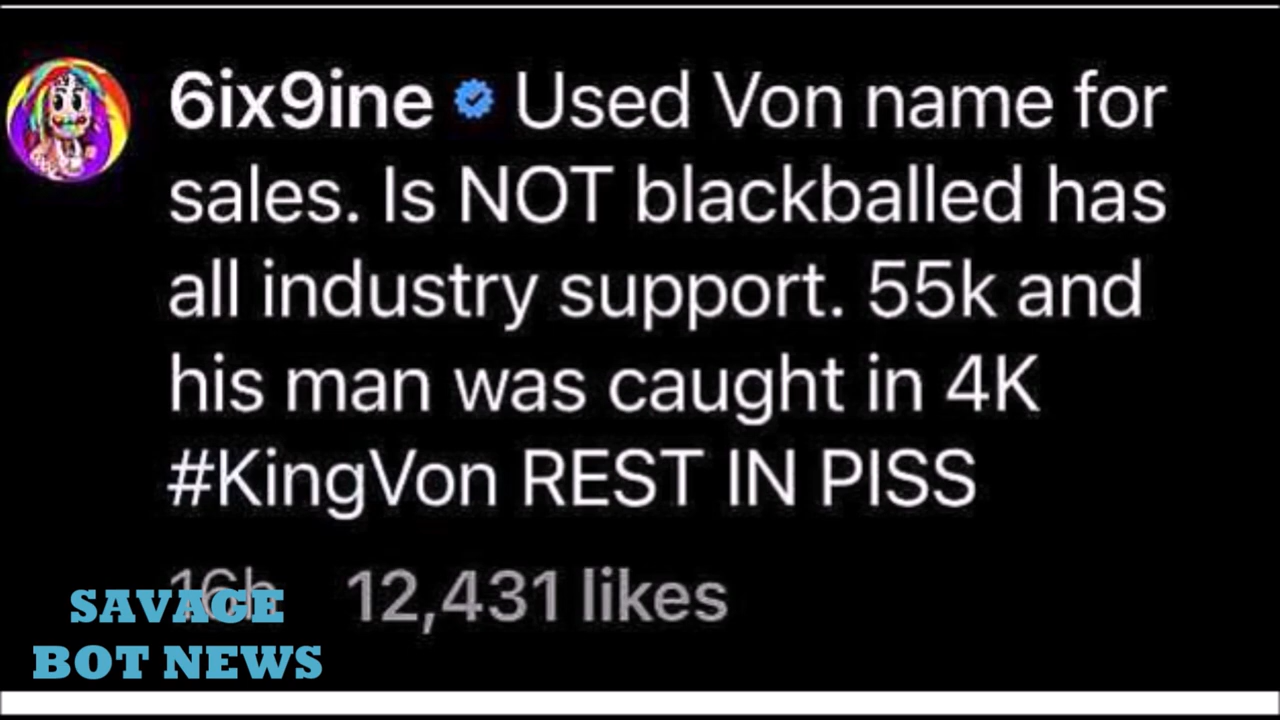 6ix9ine Used Von name for
sales. Is NOT blackballed has
all industry support. 55k and
his man was caught in 4K
#KingVon REST IN PISS
16h 12,431 likes
SAVAGE
BOT NEWS